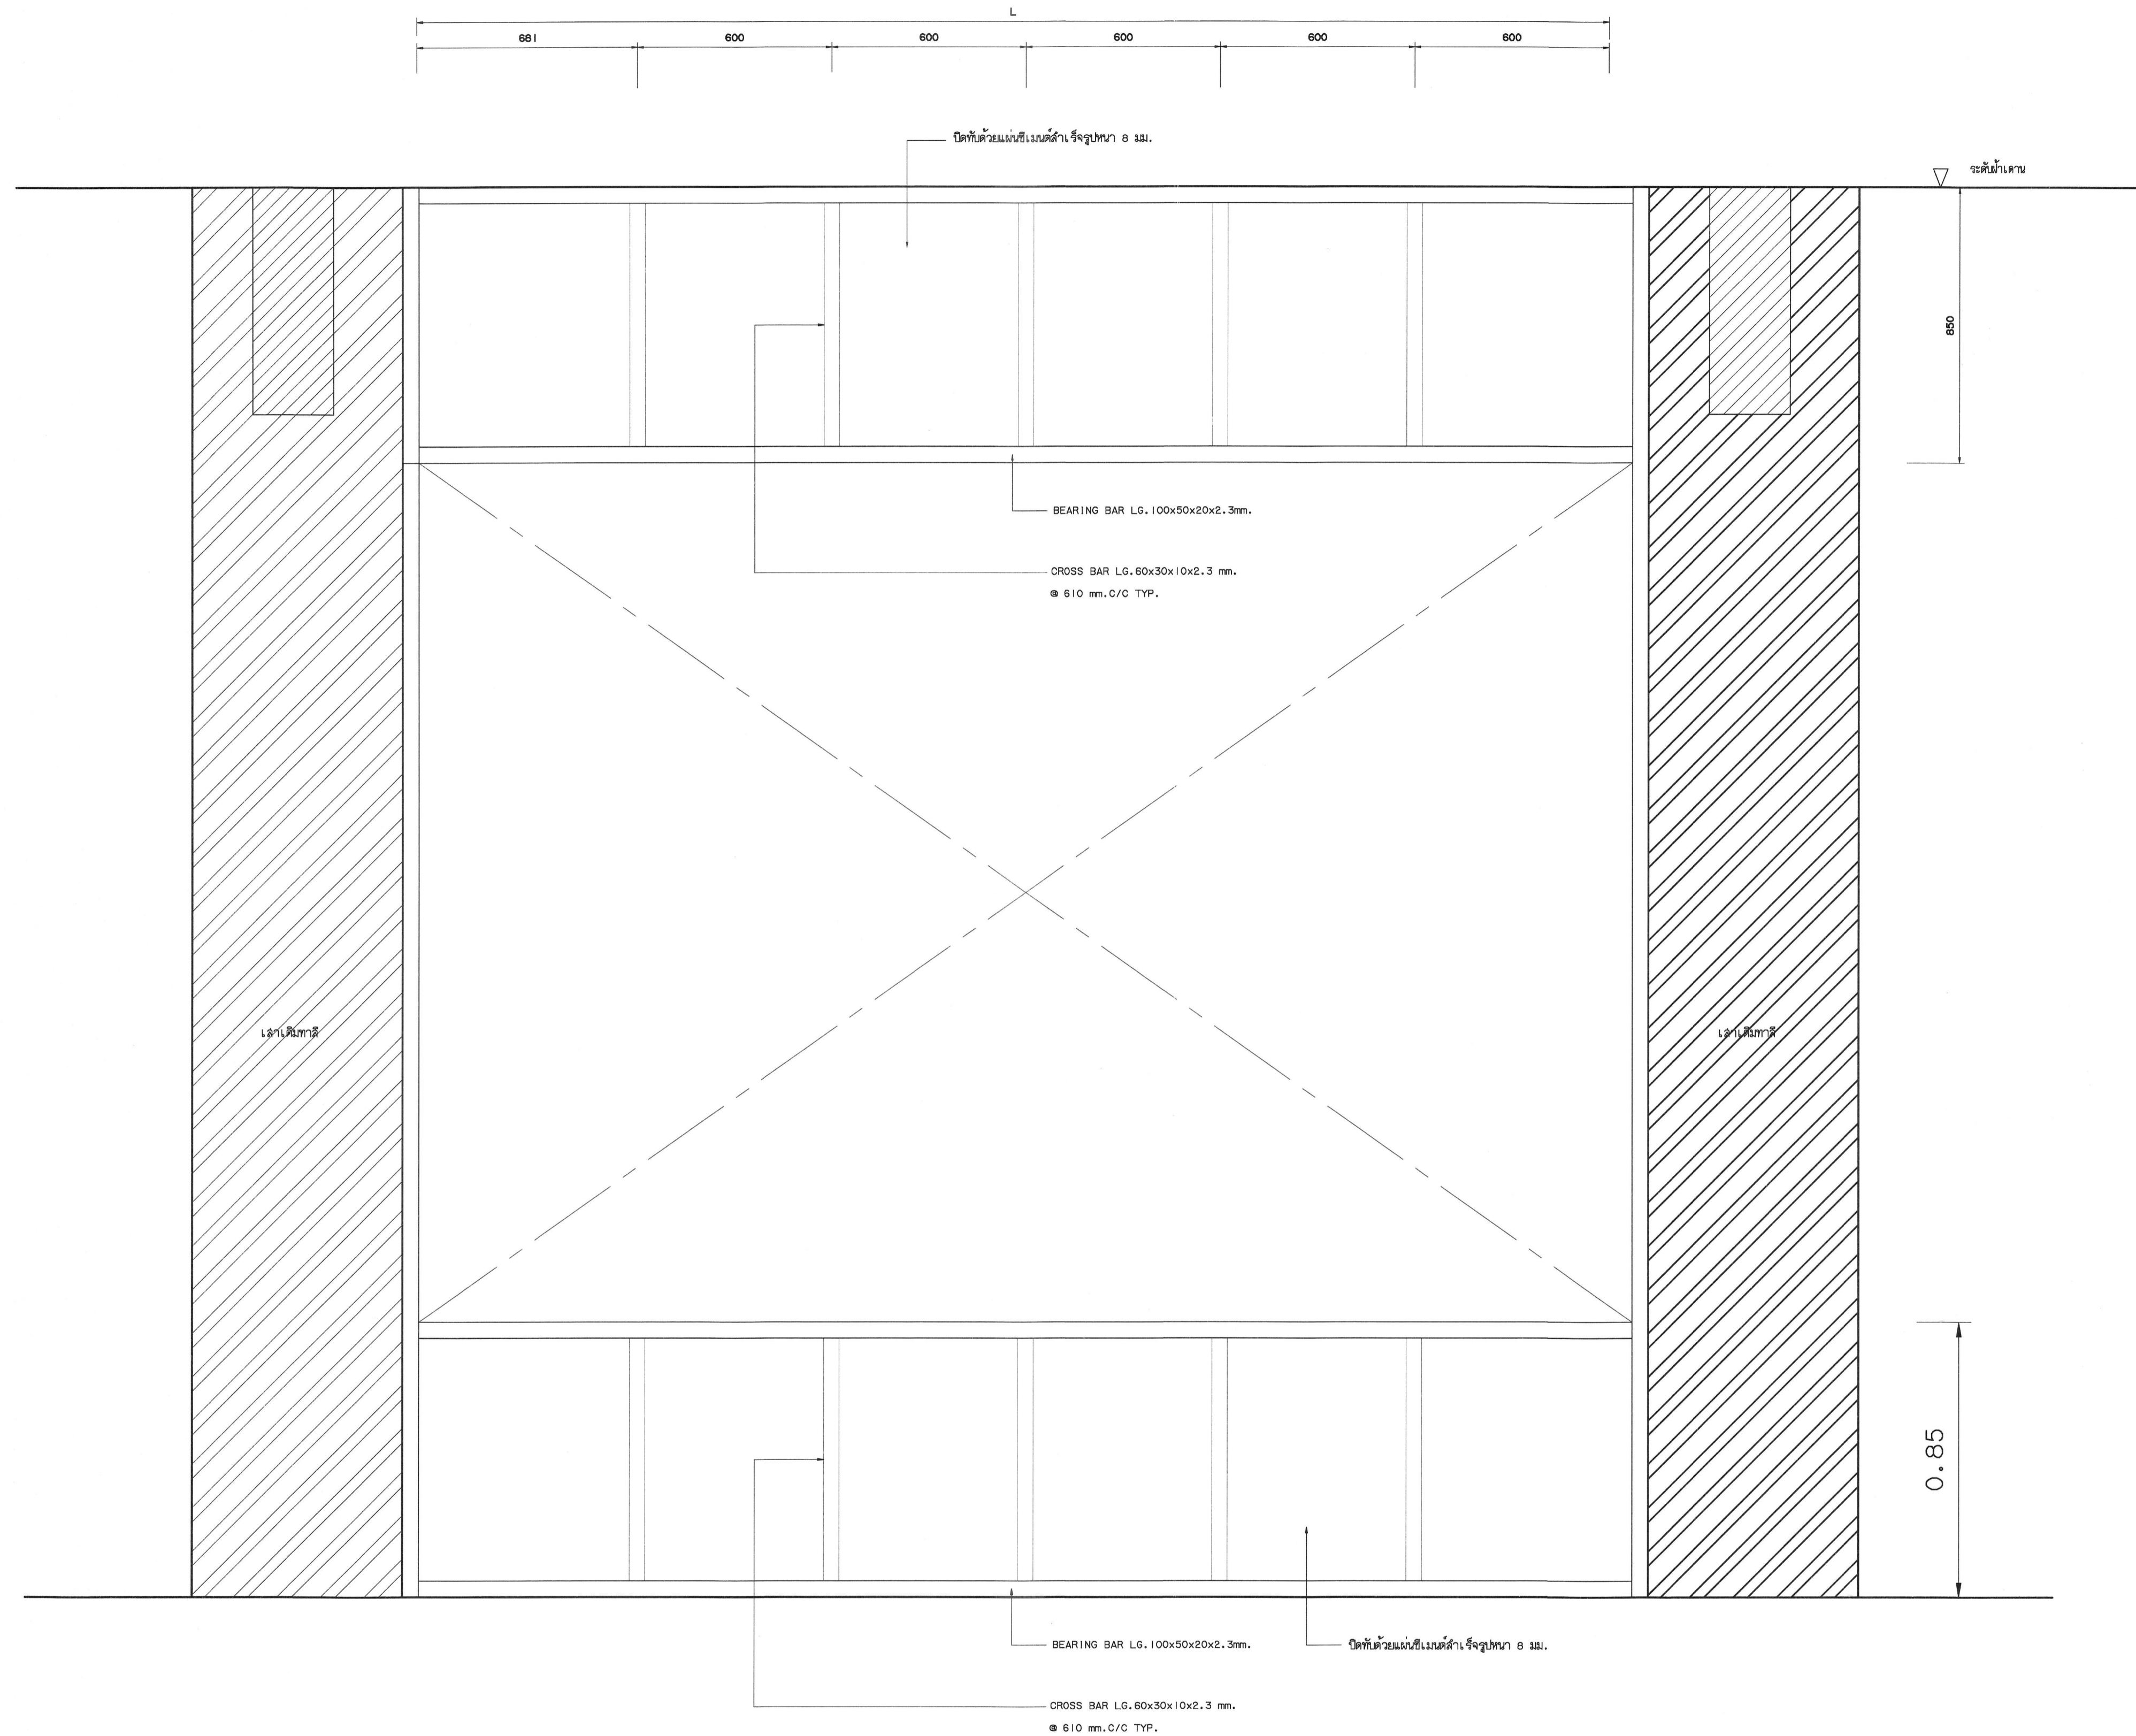 L
681 600 600 600 600 600
ปิดทับด้วยแผ่นซีเมนต์สำเร็จรูปหนา 8 มม.
ระดับฝ้าเดาน
850
BEARING BAR LG.100x50x20x2.3mm.
CROSS BAR LG.60x30x10x2.3 mm.
@ 610 mm.C/C TYP.
เสาเดิมทาสี
เสาเดิมทาสี
0.85
BEARING BAR LG.100x50x20x2.3mm.
ปิดทับด้วยแผ่นซีเมนต์สำเร็จรูปหนา 8 มม.
CROSS BAR LG.60x30x10x2.3 mm.
@ 610 mm.C/C TYP.